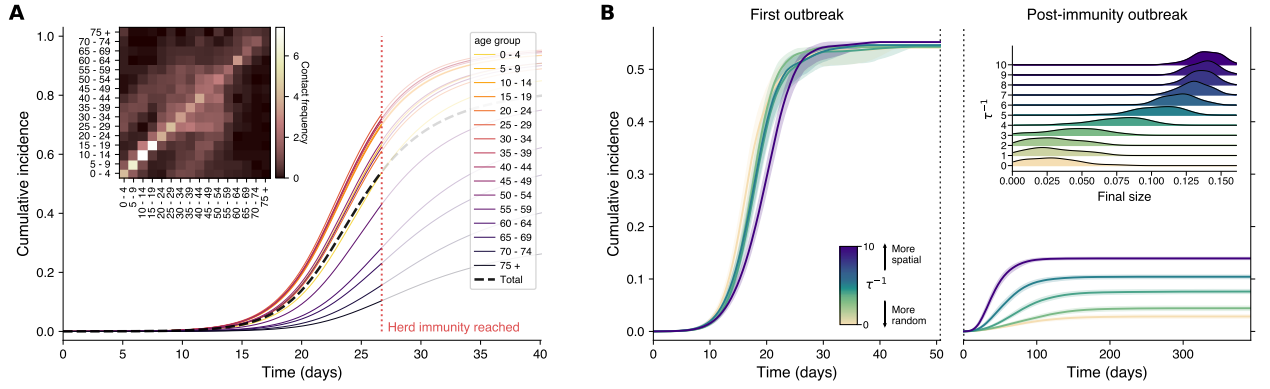 A
1.0
0.8
0.6
0.4
0.2
0.0
Cumulative incidence
0
5
10
15
20
25
30
35
40
Time (days)
75 +
70 - 74
65 - 69
60 - 64
55 - 59
50 - 54
45 - 49
40 - 44
35 - 39
30 - 34
25 - 29
20 - 24
15 - 19
10 - 14
5 - 9
0 - 4
0 - 4
5 - 9
10 - 14
15 - 19
20 - 24
25 - 29
30 - 34
35 - 39
40 - 44
45 - 49
50 - 54
55 - 59
60 - 64
65 - 69
70 - 74
75 +
6
4
2
0
Contact frequency
age group
0 - 4
5 - 9
10 - 14
15 - 19
20 - 24
25 - 29
30 - 34
35 - 39
40 - 44
45 - 49
50 - 54
55 - 59
60 - 64
65 - 69
70 - 74
75 +
Total
Herd immunity reached
B
First outbreak
0.5
0.4
0.3
0.2
0.1
0.0
Cumulative incidence
0
10
20
30
40
50
Time (days)
10
τ⁻¹
0
More
spatial
More
random
Post-immunity outbreak
10
9
8
7
6
5
4
3
2
1
0
τ⁻¹
0.000
0.025
0.050
0.075
0.100
0.125
0.150
Final size
0
100
200
300
Time (days)